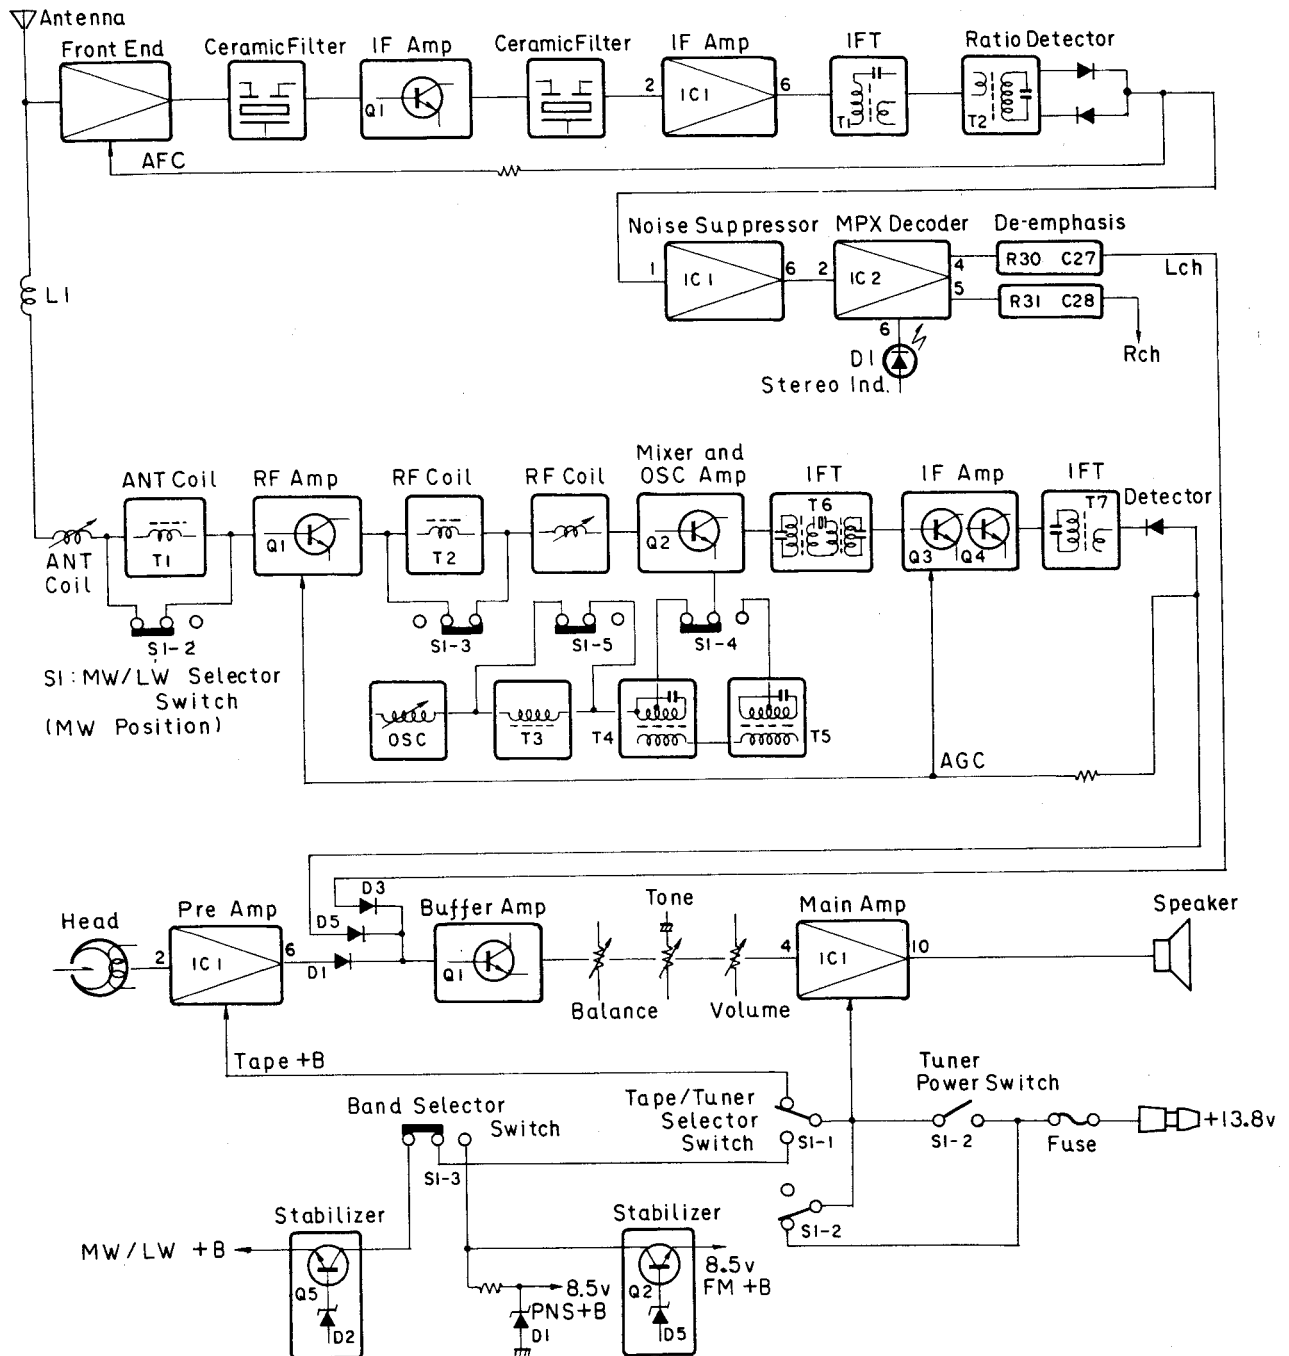 Antenna
Front End
Ceramic Filter
IF Amp
Ceramic Filter
IF Amp
IFT
Ratio Detector
Q1
2
IC1
6
T1
T2
AFC
Noise Suppressor
MPX Decoder
De-emphasis
1
IC1
6
2
IC2
4
5
6
R30 C27
R31 C28
Lch
Rch
D1
Stereo Ind.
L1
ANT Coil
RF Amp
RF Coil
RF Coil
Mixer and
OSC Amp
IFT
IF Amp
IFT
Detector
ANT
Coil
T1
Q1
T2
Q2
T6
Q3
Q4
T7
S1-2
S1-3
S1-5
S1-4
S1 : MW/LW Selector
Switch
(MW Position)
OSC
T3
T4
T5
AGC
Head
Pre Amp
D3
D5
D1
Buffer Amp
Tone
Main Amp
Speaker
2
IC1
6
Q1
Balance
Volume
4
IC1
10
Tape +B
Tape/Tuner
Selector
Switch
S1-1
Tuner
Power Switch
S1-2
Fuse
+13.8v
Band Selector
Switch
S1-3
S1-2
Stabilizer
Stabilizer
MW/LW +B
Q5
D2
8.5v
PNS+B
D1
Q2
D5
8.5v
FM +B